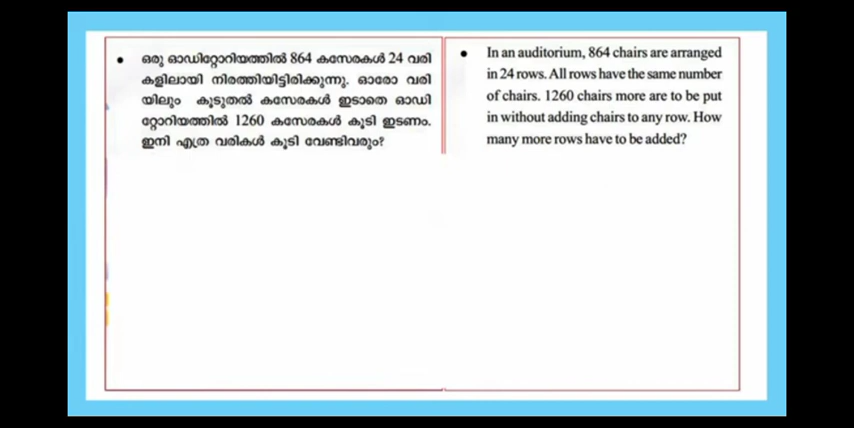 • ഒരു ഓഡിറ്റോറിയത്തിൽ 864 കസേരകൾ 24 വരി
കളിലായി നിരത്തിയിട്ടിരിക്കുന്നു. ഓരോ വരി
യിലും കൂടുതൽ കസേരകൾ ഇടാതെ ഓഡി
റ്റോറിയത്തിൽ 1260 കസേരകൾ കൂടി ഇടണം.
ഇനി എത്ര വരികൾ കൂടി വേണ്ടിവരും?
• In an auditorium, 864 chairs are arranged
in 24 rows. All rows have the same number
of chairs. 1260 chairs more are to be put
in without adding chairs to any row. How
many more rows have to be added?